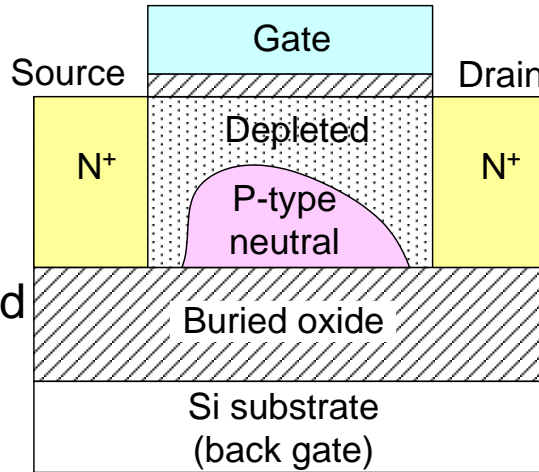 Gate
Source
Drain
Depleted
N+
N+
P-type
neutral
d
Buried oxide
Si substrate
(back gate)